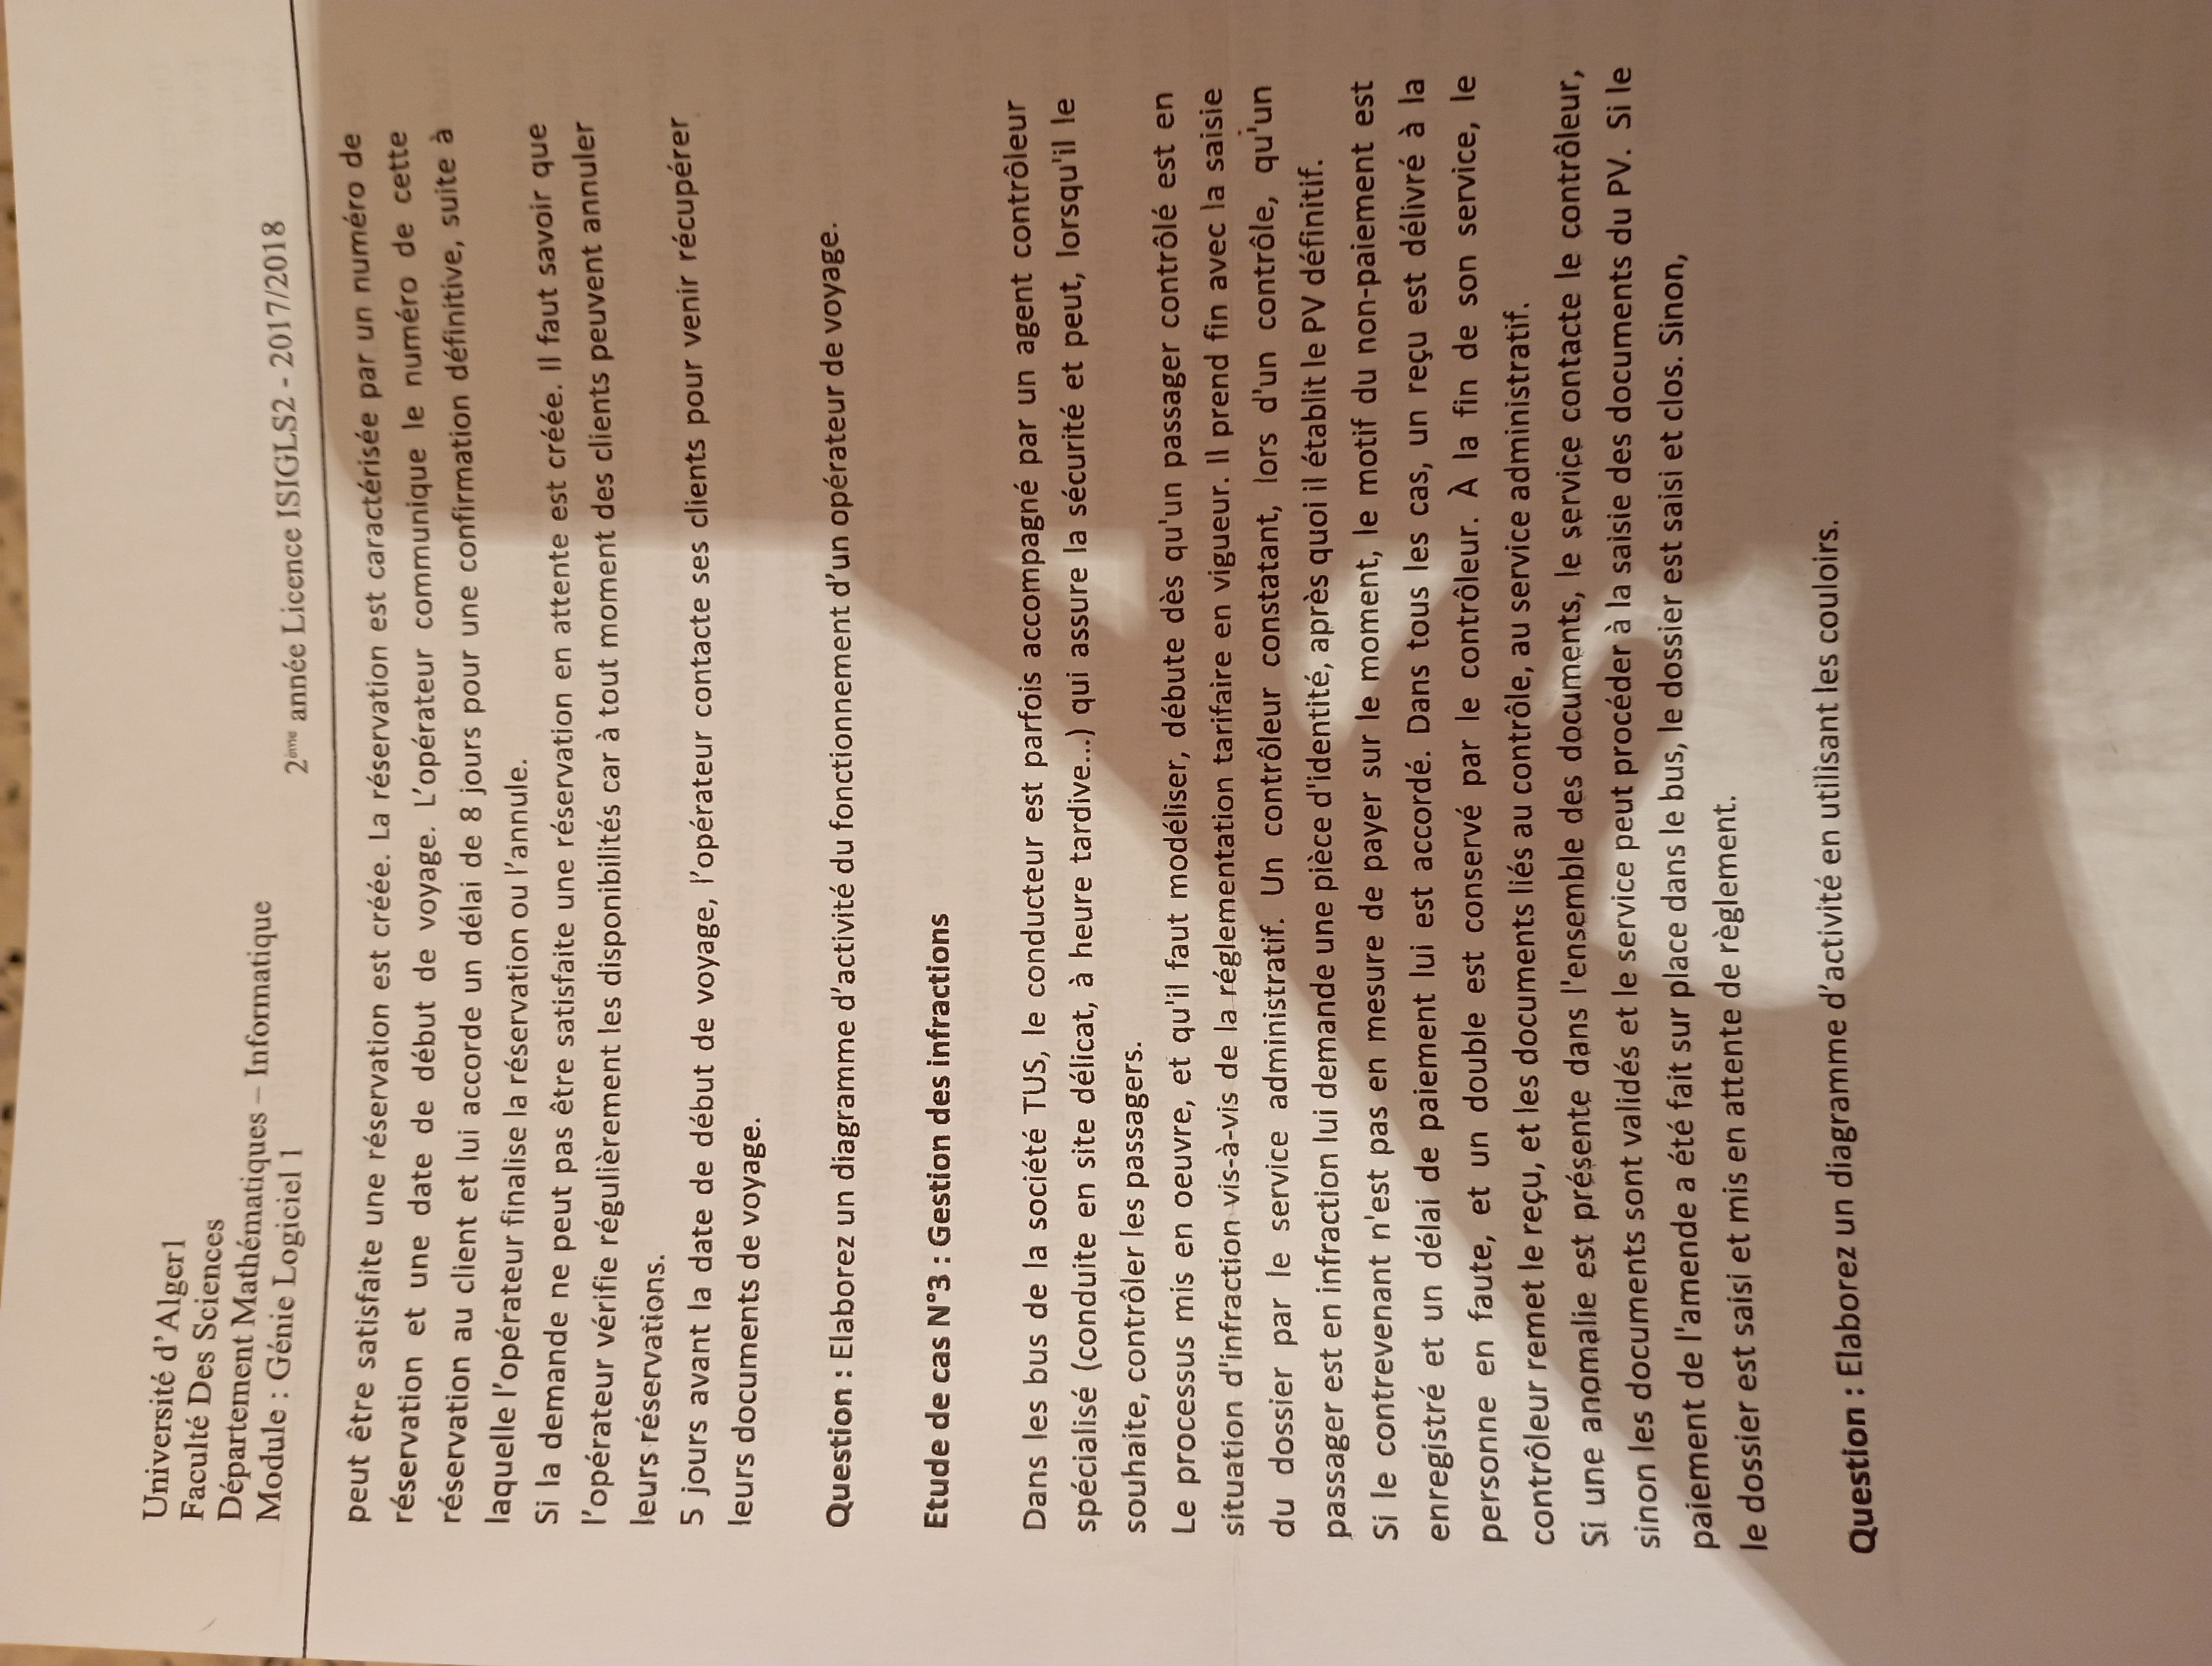 Université d'Alger1
Faculté Des Sciences
Département Mathématiques – Informatique
Module : Génie Logiciel 1
2ème année Licence ISIGLS2 - 2017/2018
peut être satisfaite une réservation est créée. La réservation est caractérisée par un numéro de
réservation et une date de début de voyage. L'opérateur communique le numéro de cette
réservation au client et lui accorde un délai de 8 jours pour une confirmation définitive, suite à
laquelle l'opérateur finalise la réservation ou l'annule.
Si la demande ne peut pas être satisfaite une réservation en attente est créée. Il faut savoir que
l'opérateur vérifie régulièrement les disponibilités car à tout moment des clients peuvent annuler
leurs réservations.
5 jours avant la date de début de voyage, l'opérateur contacte ses clients pour venir récupérer
leurs documents de voyage.
Question : Elaborez un diagramme d'activité du fonctionnement d'un opérateur de voyage.
Etude de cas N°3 : Gestion des infractions
Dans les bus de la société TUS, le conducteur est parfois accompagné par un agent contrôleur
spécialisé (conduite en site délicat, à heure tardive...) qui assure la sécurité et peut, lorsqu'il le
souhaite, contrôler les passagers.
Le processus mis en oeuvre, et qu'il faut modéliser, débute dès qu'un passager contrôlé est en
situation d'infraction vis-à-vis de la réglementation tarifaire en vigueur. Il prend fin avec la saisie
du dossier par le service administratif. Un contrôleur constatant, lors d'un contrôle, qu'un
passager est en infraction lui demande une pièce d'identité, après quoi il établit le PV définitif.
Si le contrevenant n'est pas en mesure de payer sur le moment, le motif du non-paiement est
enregistré et un délai de paiement lui est accordé. Dans tous les cas, un reçu est délivré à la
personne en faute, et un double est conservé par le contrôleur. À la fin de son service, le
contrôleur remet le reçu, et les documents liés au contrôle, au service administratif.
Si une anomalie est présente dans l'ensemble des documents, le service contacte le contrôleur,
sinon les documents sont validés et le service peut procéder à la saisie des documents du PV. Si le
paiement de l'amende a été fait sur place dans le bus, le dossier est saisi et clos. Sinon,
le dossier est saisi et mis en attente de règlement.
Question : Elaborez un diagramme d'activité en utilisant les couloirs.